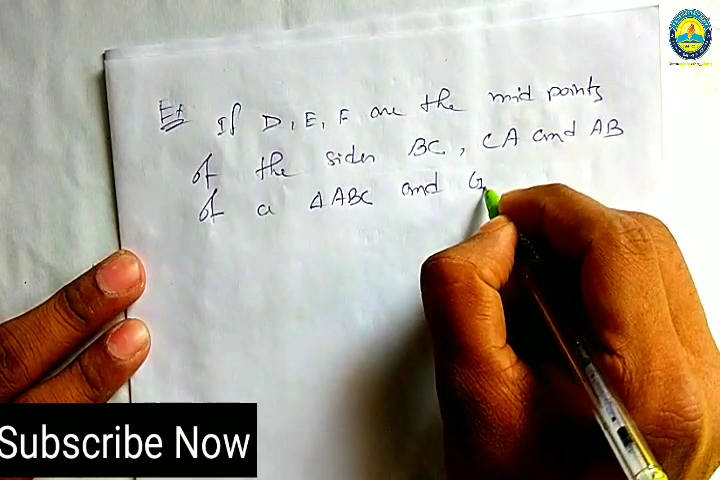 Ex If D, E, F are the mid points
of the sides BC, CA and AB
of a ΔABC and G
Subscribe Now